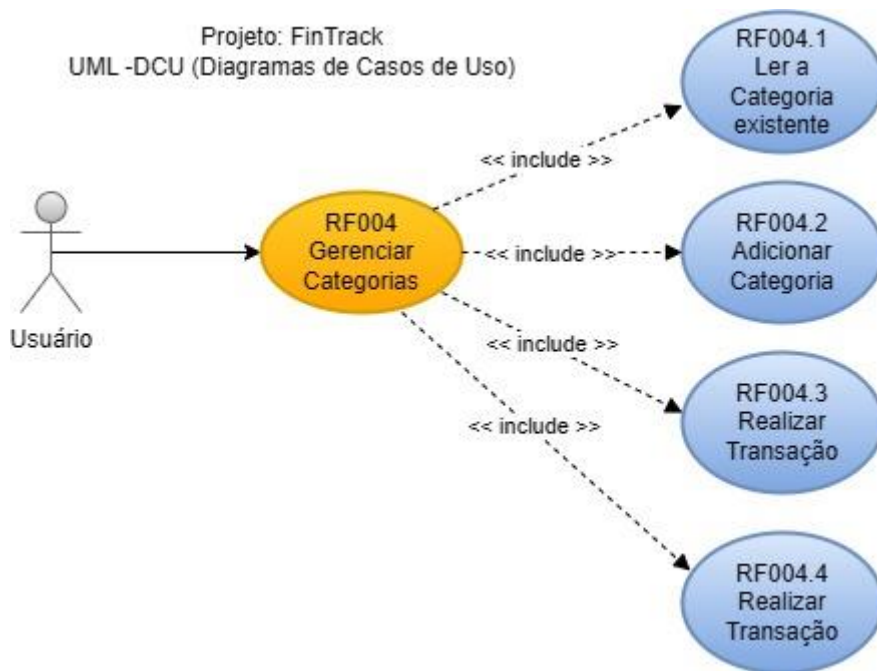 Projeto: FinTrack
UML -DCU (Diagramas de Casos de Uso)
RF004.1
Ler a
Categoria
existente
<< include >>
Usuário
RF004
Gerenciar
Categorias
<< include >>
RF004.2
Adicionar
Categoria
<< include >>
RF004.3
Realizar
Transação
<< include >>
RF004.4
Realizar
Transação